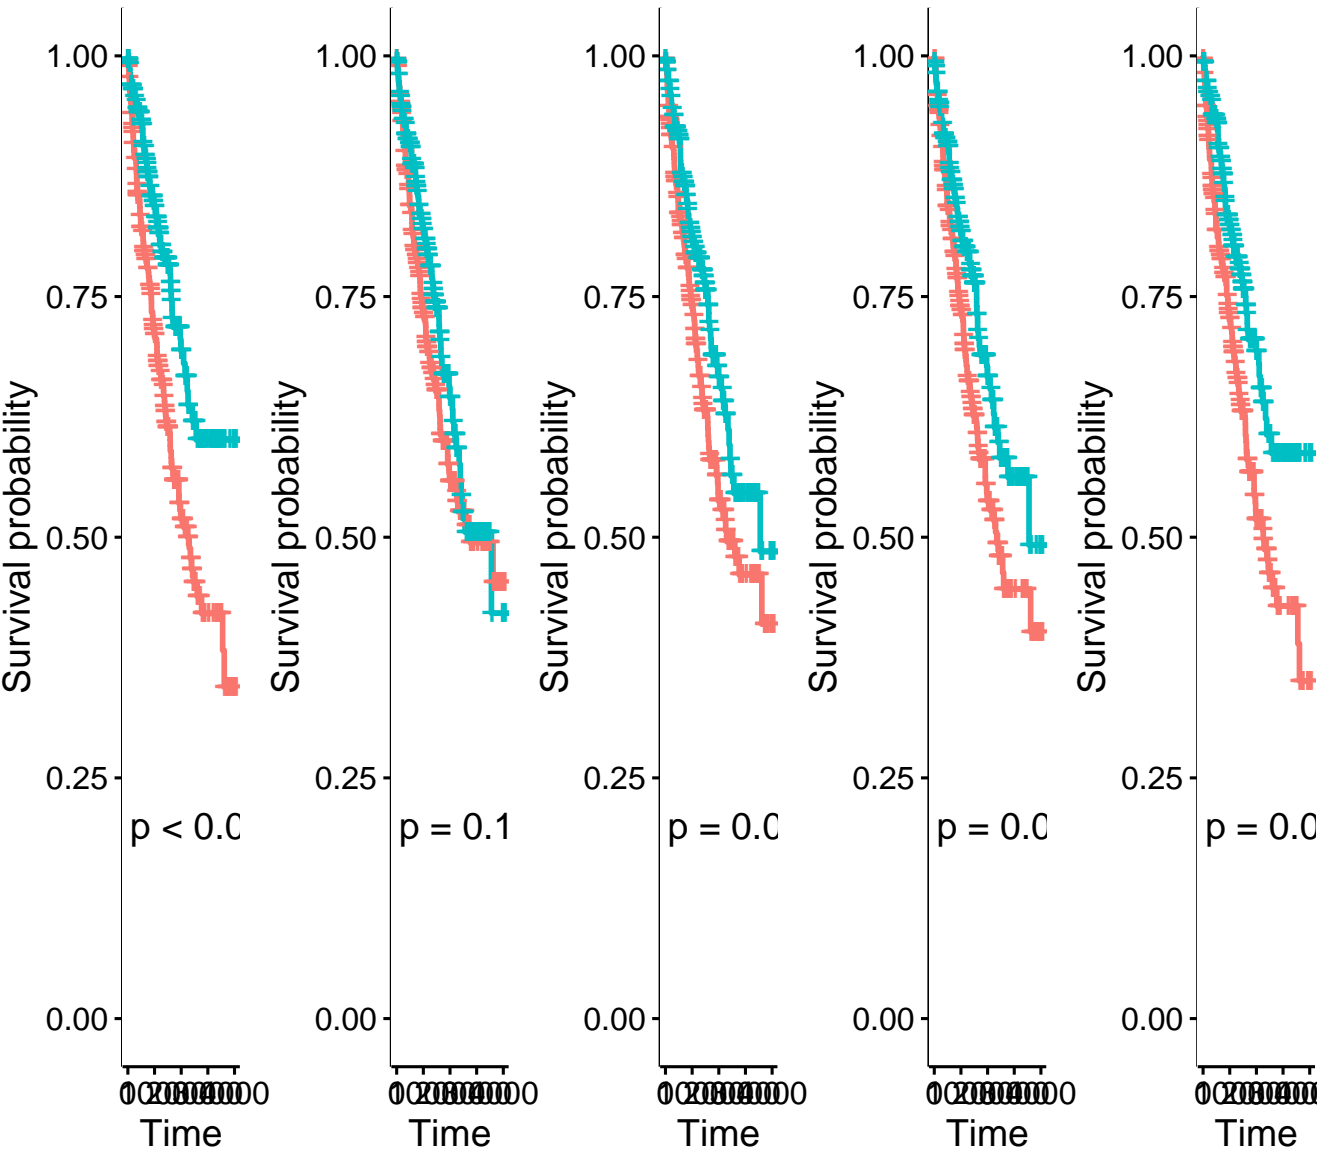 1.00 1.00 1.00 1.00 1.00
0.75 0.75 0.75 0.75 0.75
Survival probability Survival probability Survival probability Survival probability Survival probability
0.50 0.50 0.50 0.50 0.50
0.25 0.25 0.25 0.25 0.25
p < 0.0 p = 0.1 p = 0.0 p = 0.0 p = 0.0
0.00 0.00 0.00 0.00 0.00
Time Time Time Time Time